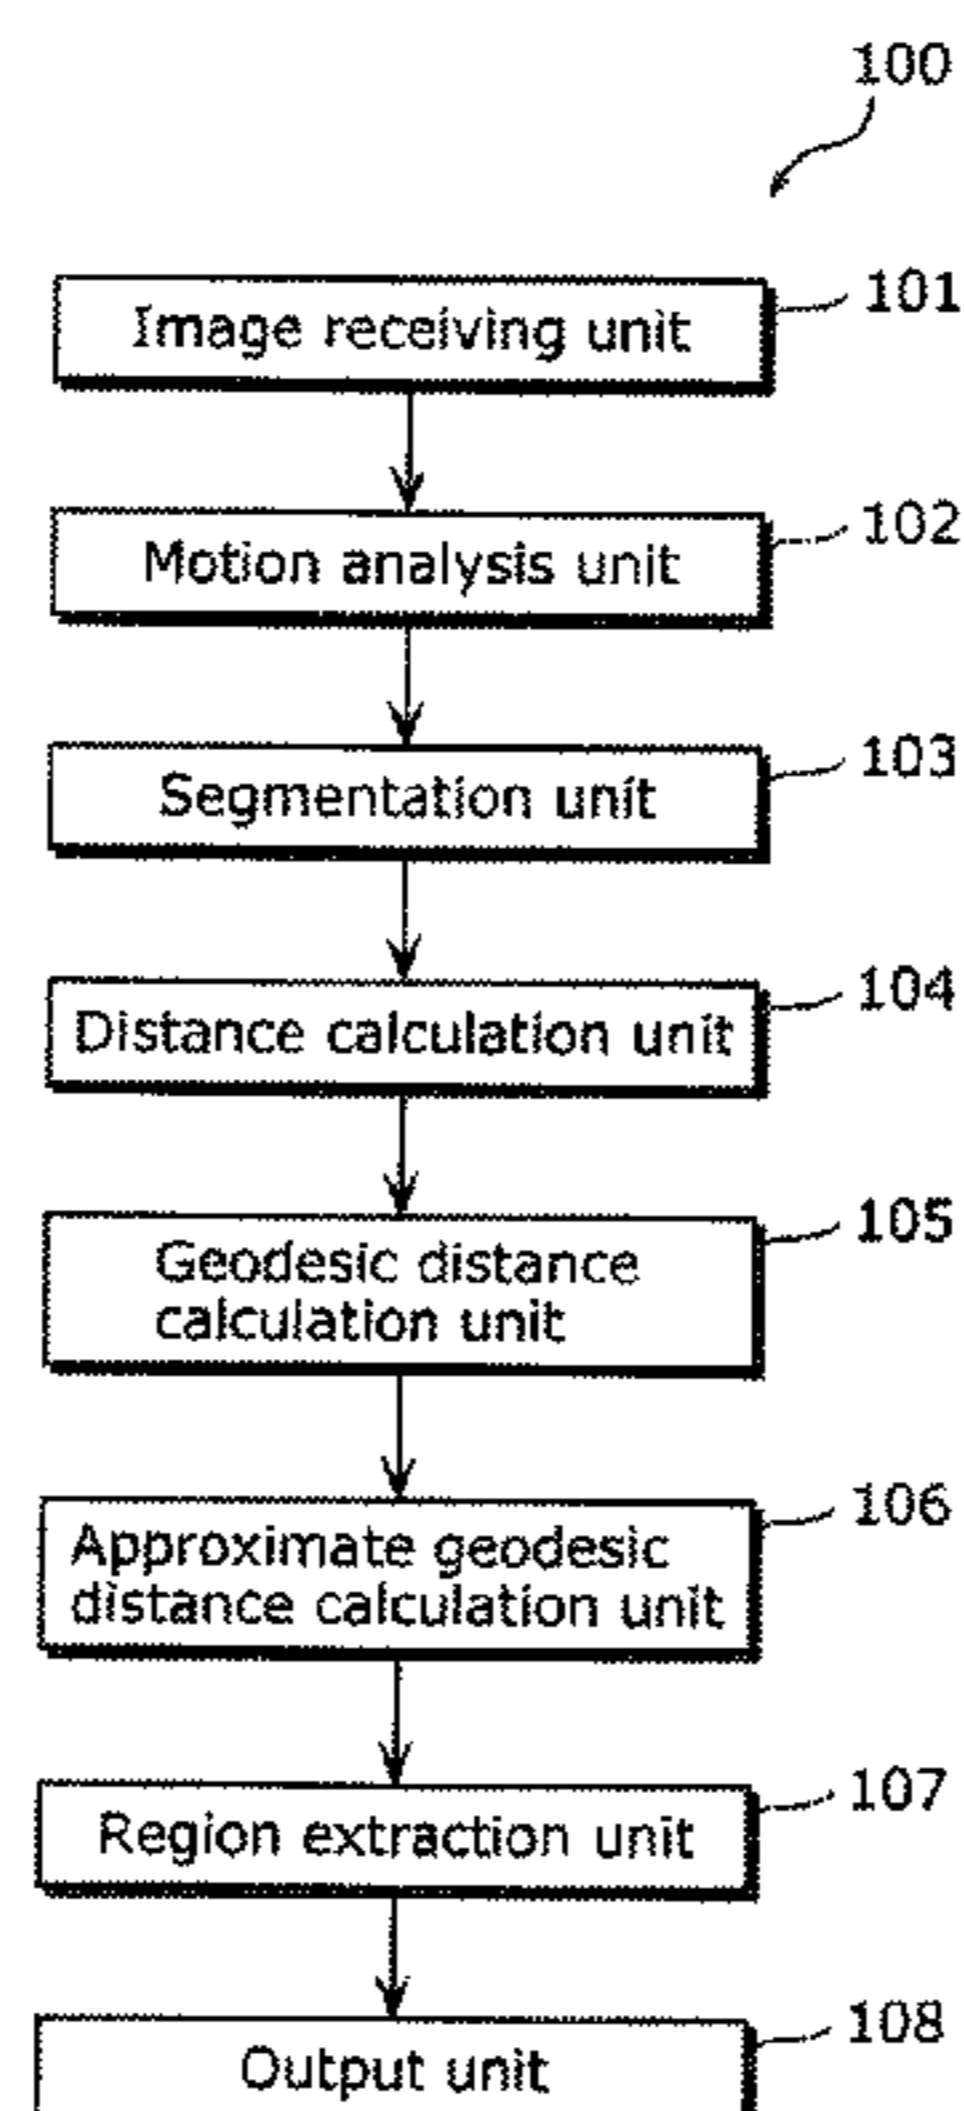 100
Image receiving unit
101
Motion analysis unit
102
Segmentation unit
103
Distance calculation unit
104
Geodesic distance
calculation unit
105
Approximate geodesic
distance calculation unit
106
Region extraction unit
107
Output unit
108